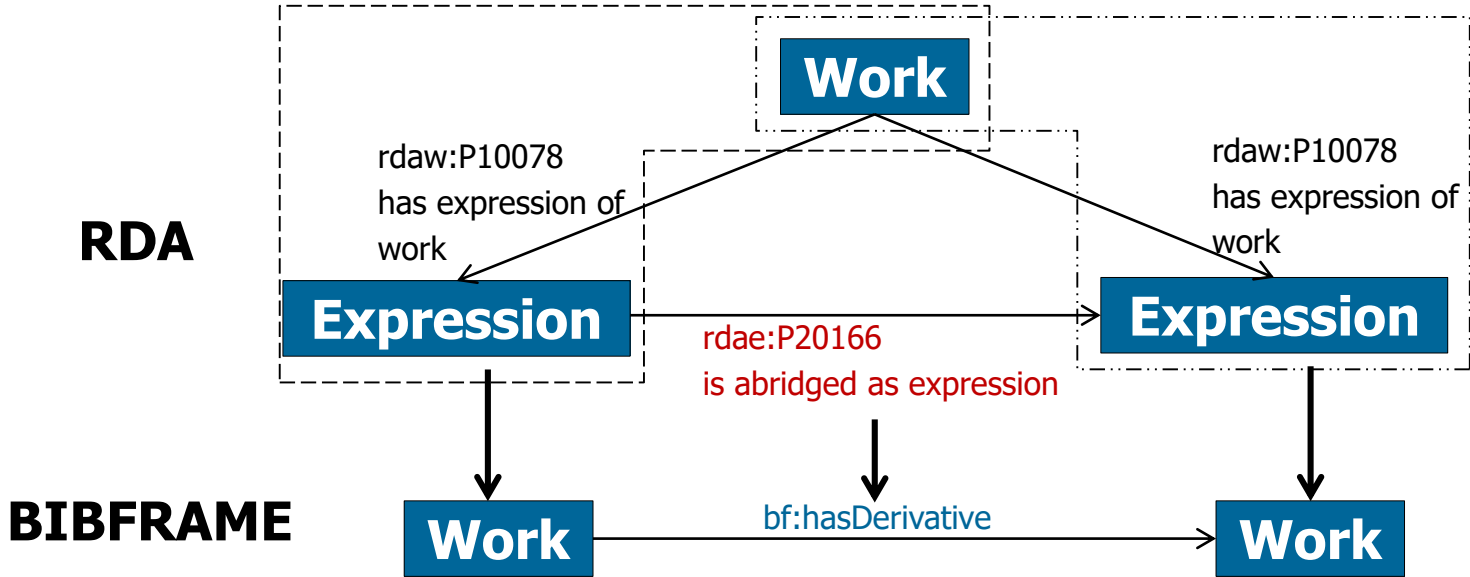 Work
rdaw:P10078
has expression of
work
rdaw:P10078
has expression of
work
RDA
Expression
Expression
rdae:P20166
is abridged as expression
BIBFRAME
Work
bf:hasDerivative
Work